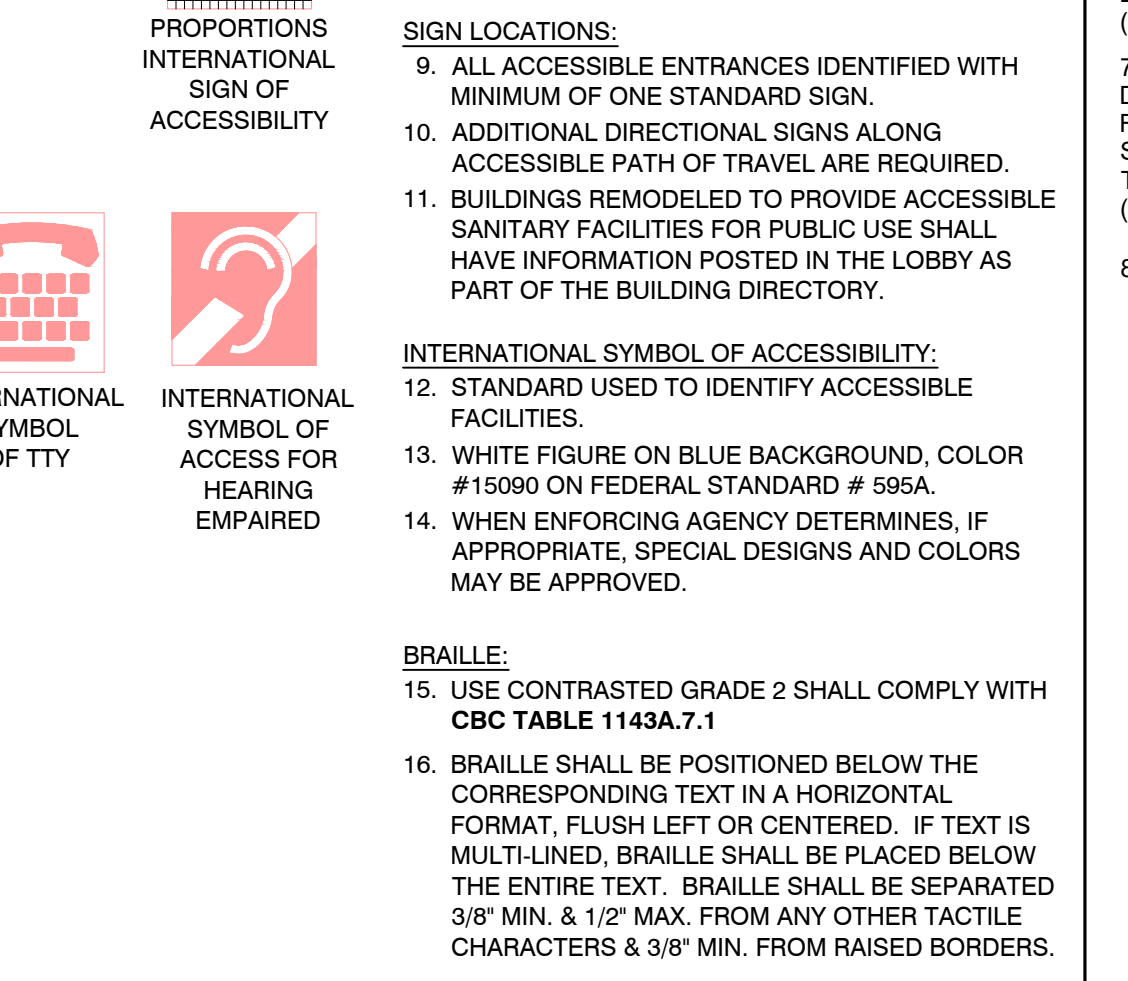 PROPORTIONS
INTERNATIONAL
SIGN OF
ACCESSIBILITY
INTERNATIONAL
SYMBOL OF
ACCESS FOR
HEARING
EMPAIRED
OF TTY
SIGN LOCATIONS:
9. ALL ACCESSIBLE ENTRANCES IDENTIFIED WITH
MINIMUM OF ONE STANDARD SIGN.
10. ADDITIONAL DIRECTIONAL SIGNS ALONG
ACCESSIBLE PATH OF TRAVEL ARE REQUIRED.
11. BUILDINGS REMODELED TO PROVIDE ACCESSIBLE
SANITARY FACILITIES FOR PUBLIC USE SHALL
HAVE INFORMATION POSTED IN THE LOBBY AS
PART OF THE BUILDING DIRECTORY.
INTERNATIONAL SYMBOL OF ACCESSIBILITY:
12. STANDARD USED TO IDENTIFY ACCESSIBLE
FACILITIES.
13. WHITE FIGURE ON BLUE BACKGROUND, COLOR
#15090 ON FEDERAL STANDARD # 595A.
14. WHEN ENFORCING AGENCY DETERMINES, IF
APPROPRIATE, SPECIAL DESIGNS AND COLORS
MAY BE APPROVED.
BRAILLE:
15. USE CONTRASTED GRADE 2 SHALL COMPLY WITH
CBC TABLE 1143A.7.1
16. BRAILLE SHALL BE POSITIONED BELOW THE
CORRESPONDING TEXT IN A HORIZONTAL
FORMAT, FLUSH LEFT OR CENTERED. IF TEXT IS
MULTI-LINED, BRAILLE SHALL BE PLACED BELOW
THE ENTIRE TEXT. BRAILLE SHALL BE SEPARATED
3/8" MIN. & 1/2" MAX. FROM ANY OTHER TACTILE
CHARACTERS & 3/8" MIN. FROM RAISED BORDERS.